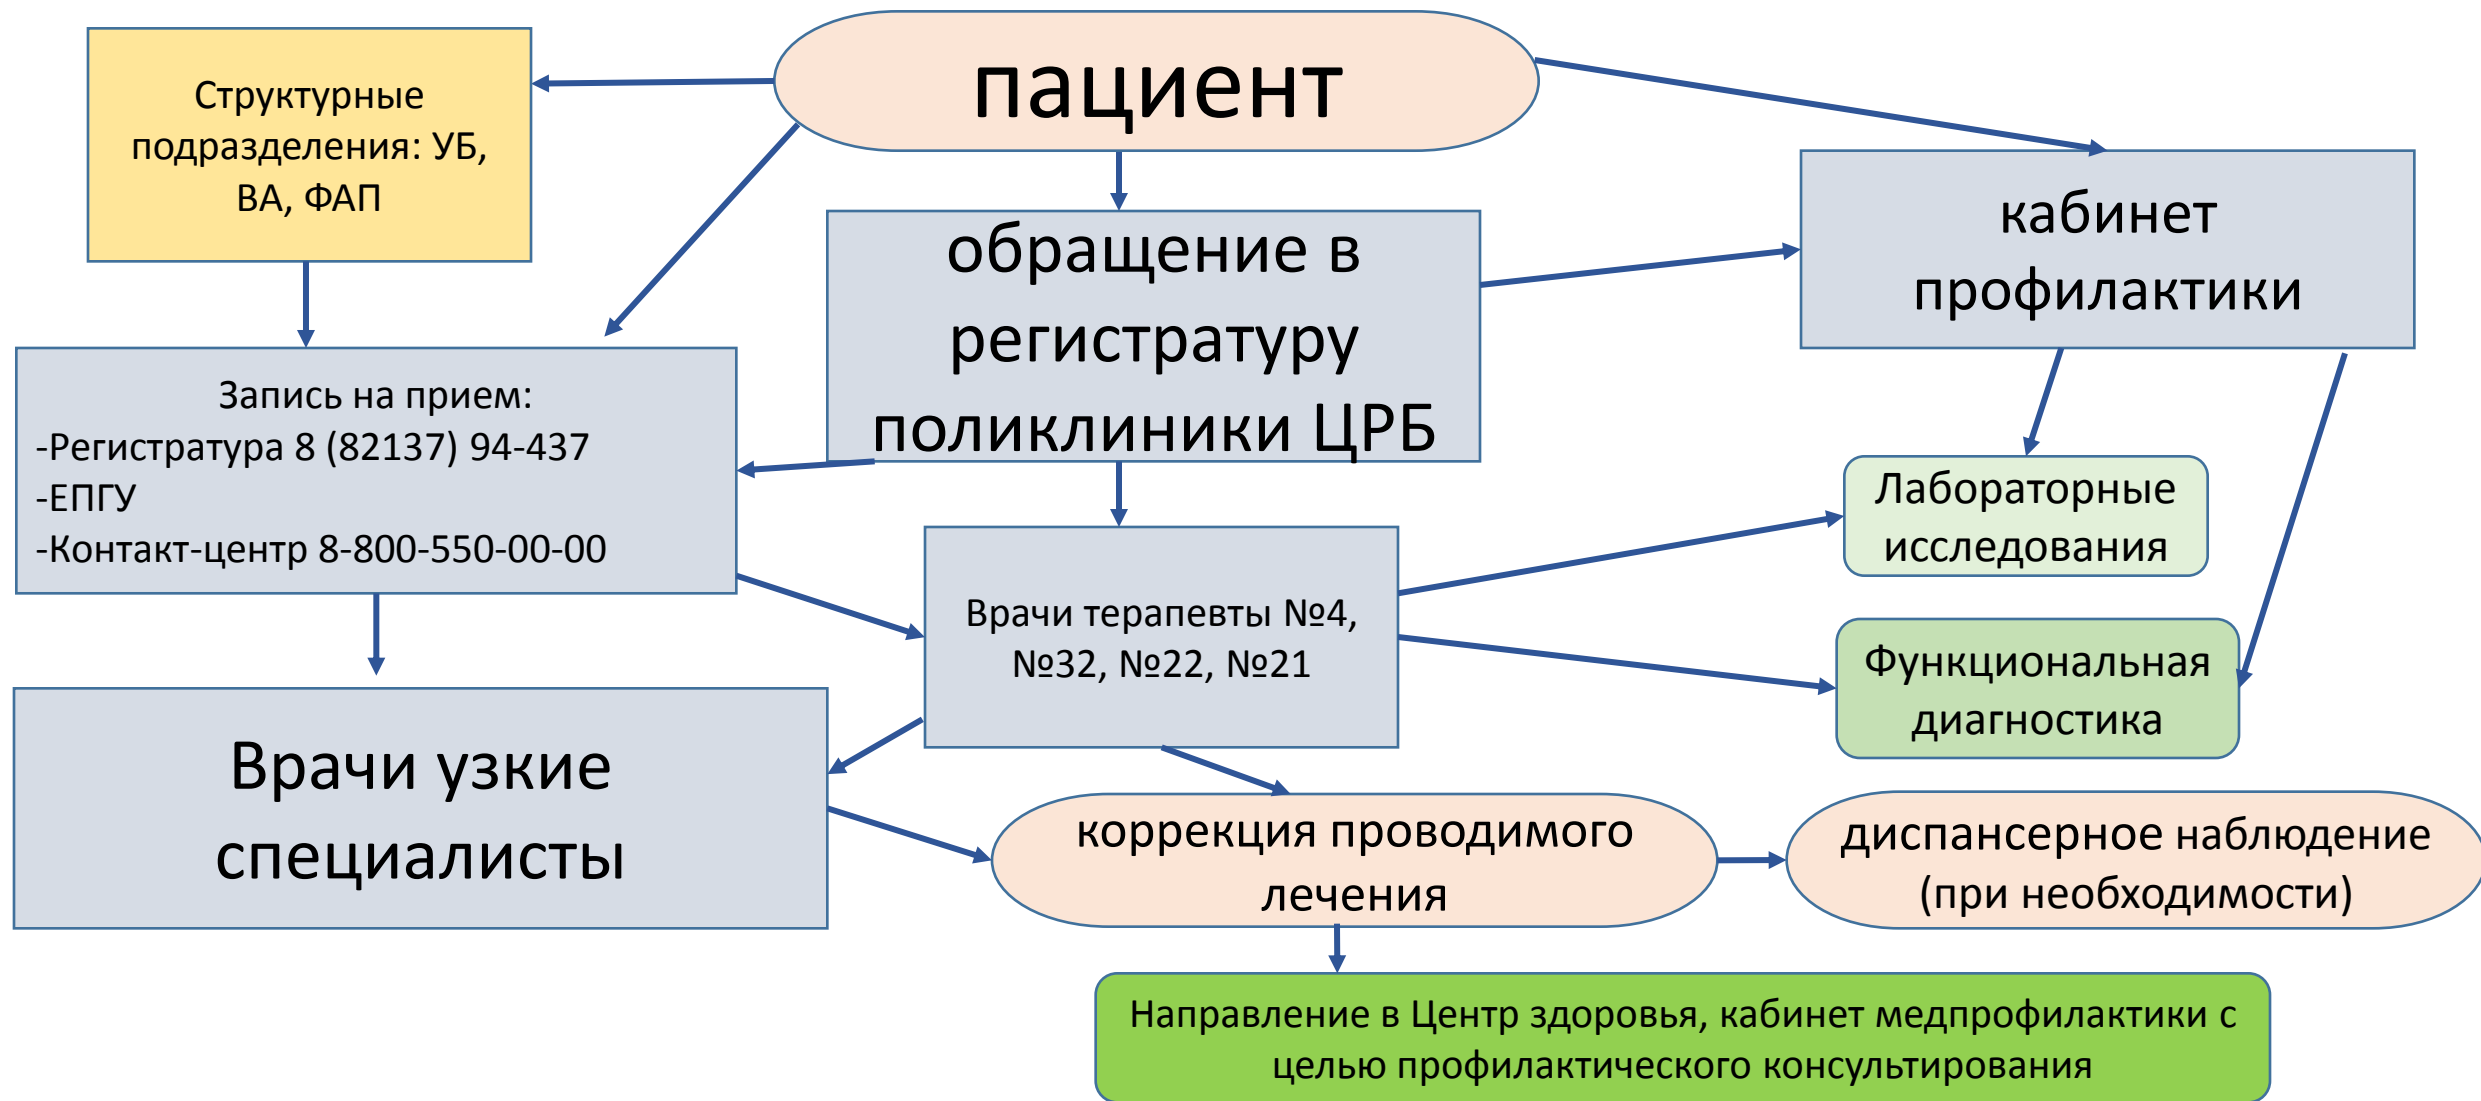 пациент
Структурные
подразделения: УБ,
ВА, ФАП
обращение в
регистратуру
поликлиники ЦРБ
кабинет
профилактики
Запись на прием:
-Регистратура 8 (82137) 94-437
-ЕПГУ
-Контакт-центр 8-800-550-00-00
Лабораторные
исследования
Врачи терапевты №4,
№32, №22, №21
Функциональная
диагностика
Врачи узкие
специалисты
коррекция проводимого
лечения
диспансерное наблюдение
(при необходимости)
Направление в Центр здоровья, кабинет медпрофилактики с
целью профилактического консультирования